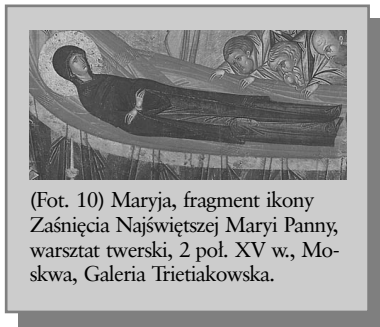 (Fot. 10) Maryja, fragment ikony
Zaśnięcia Najświętszej Maryi Panny,
warsztat twerski, 2 poł. XV w., Mo-
skwa, Galeria Trietiakowska.